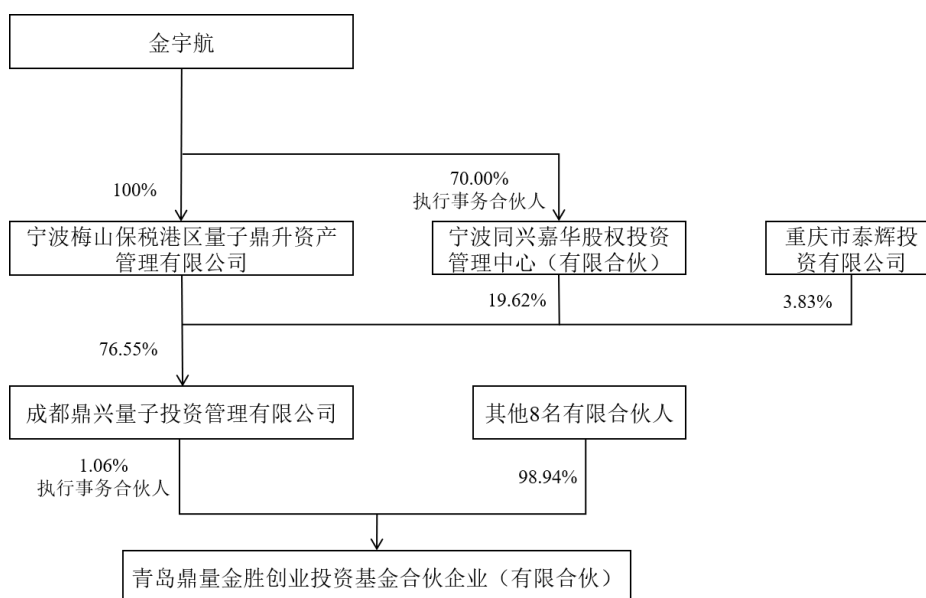 金宇航
100%
70.00%
执行事务合伙人
宁波梅山保税港区量子鼎升资产
管理有限公司
宁波同兴嘉华股权投资
管理中心（有限合伙）
重庆市泰辉投
资有限公司
19.62%
3.83%
76.55%
成都鼎兴量子投资管理有限公司
其他8名有限合伙人
1.06%
执行事务合伙人
98.94%
青岛鼎量金胜创业投资基金合伙企业（有限合伙）